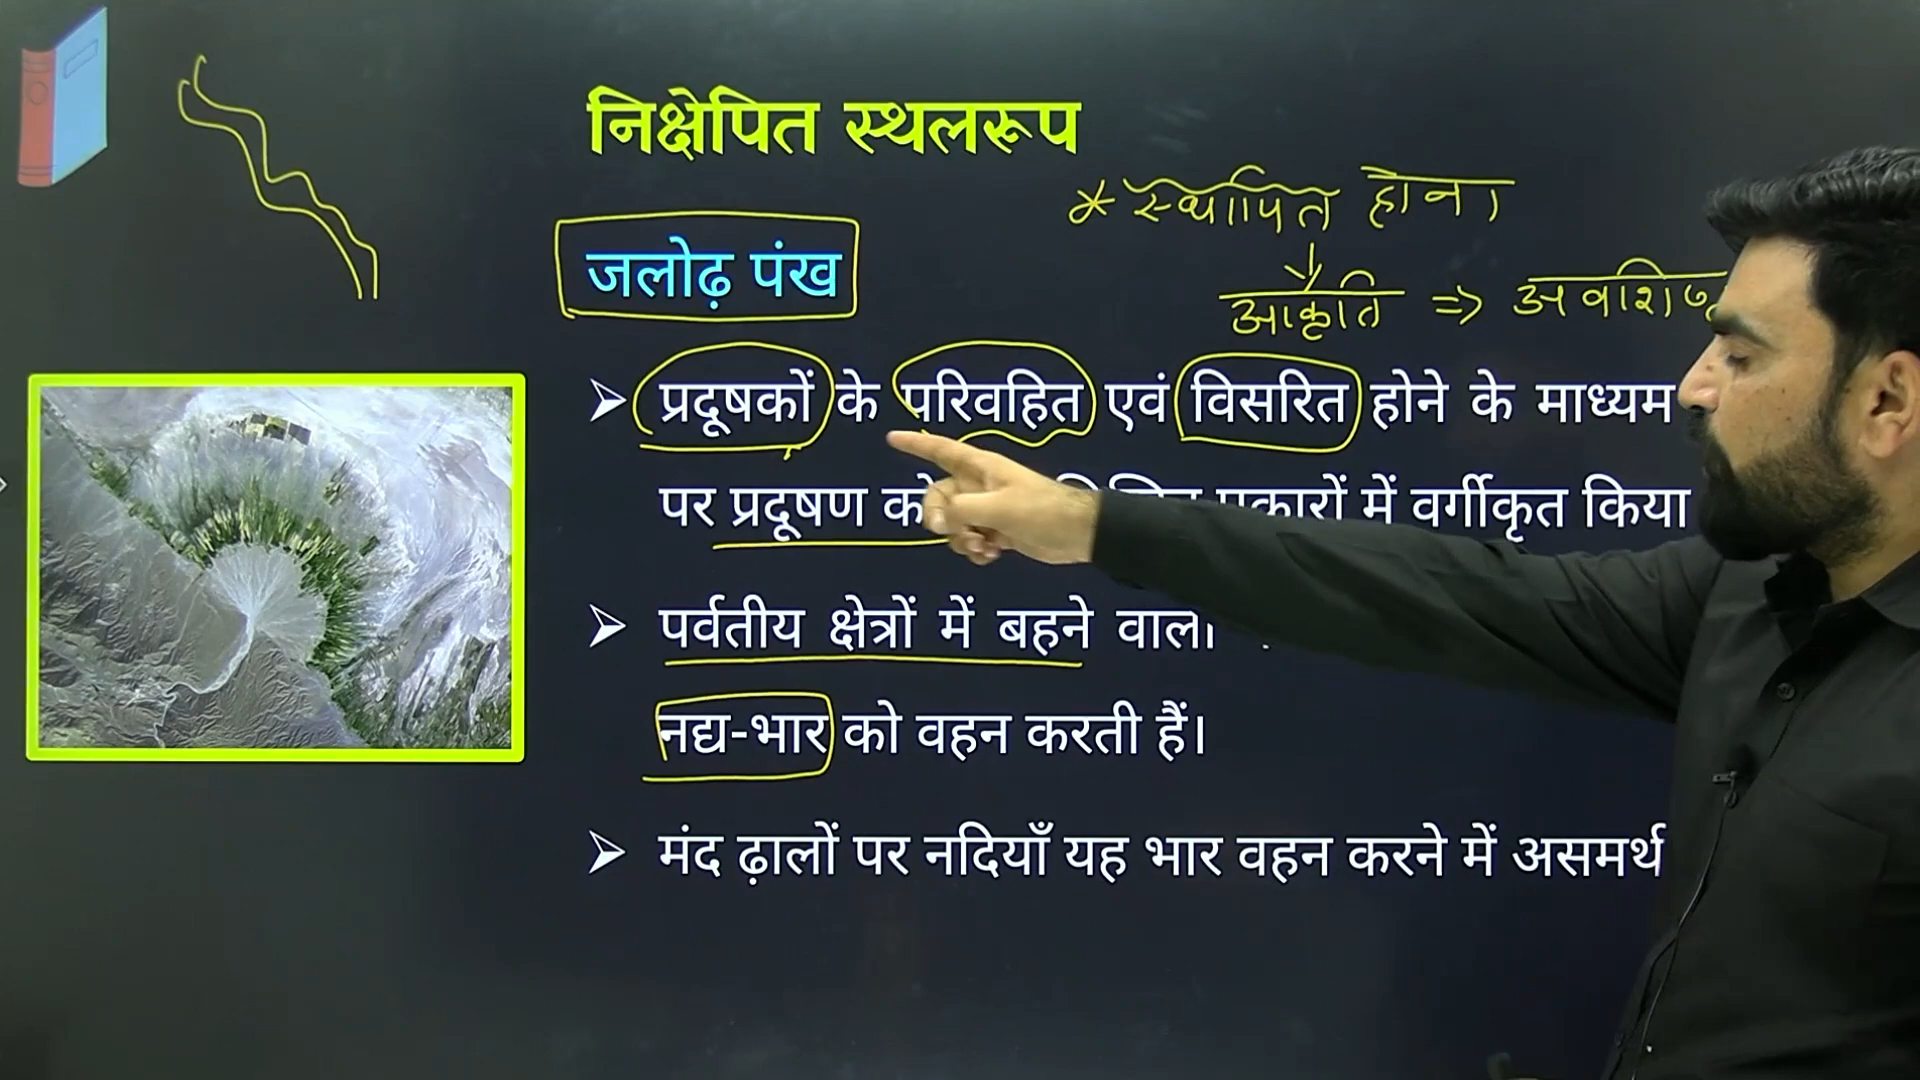 निक्षेपित स्थलरूप
* स्थापित होना
जलोढ़ पंख
आकृति => अवशिष्ट
➢ प्रदूषकों के परिवहित एवं विसरित होने के माध्यम
पर प्रदूषण को प्रकारों में वर्गीकृत किया
➢ पर्वतीय क्षेत्रों में बहने
नद्य-भार को वहन करती हैं।
➢ मंद ढ़ालों पर नदियाँ यह भार वहन करने में असमर्थ